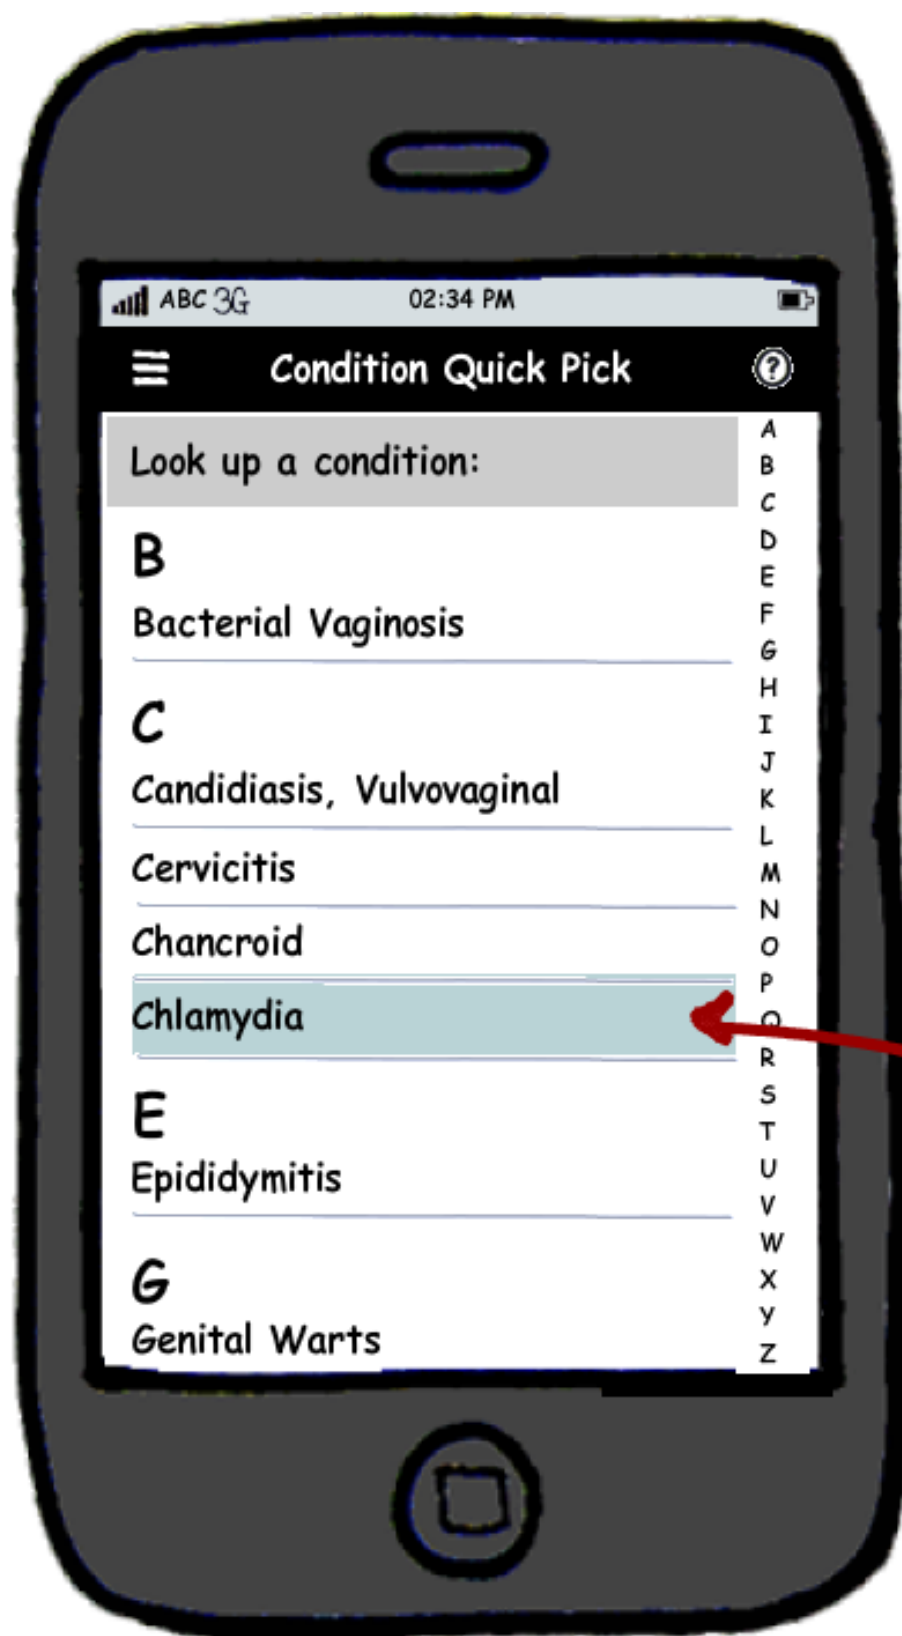 ABC 3G 02:34 PM
Condition Quick Pick ?
Look up a condition:
B
Bacterial Vaginosis
C
Candidiasis, Vulvovaginal
Cervicitis
Chancroid
Chlamydia
E
Epididymitis
G
Genital Warts
A
B
C
D
E
F
G
H
I
J
K
L
M
N
O
P
Q
R
S
T
U
V
W
X
Y
Z